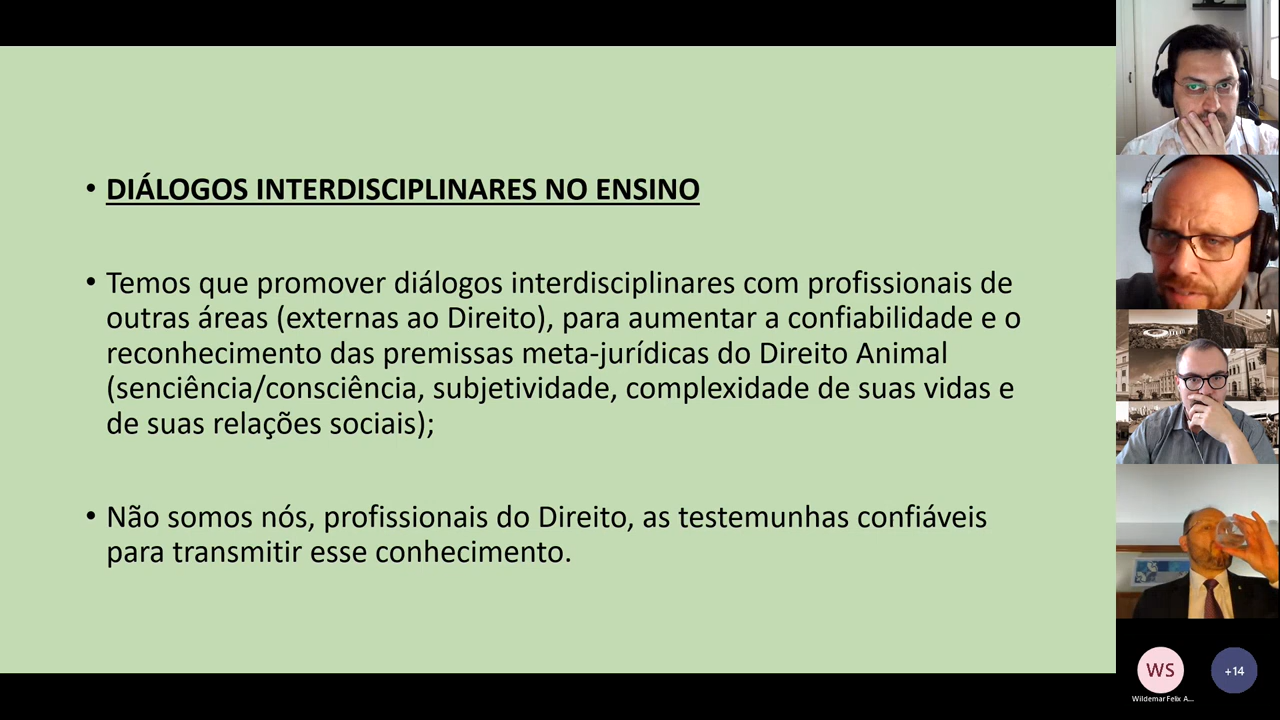 • DIÁLOGOS INTERDISCIPLINARES NO ENSINO
• Temos que promover diálogos interdisciplinares com profissionais de
outras áreas (externas ao Direito), para aumentar a confiabilidade e o
reconhecimento das premissas meta-jurídicas do Direito Animal
(senciência/consciência, subjetividade, complexidade de suas vidas e
de suas relações sociais);
• Não somos nós, profissionais do Direito, as testemunhas confiáveis
para transmitir esse conhecimento.
WS
+14
Wildemar Felix A...